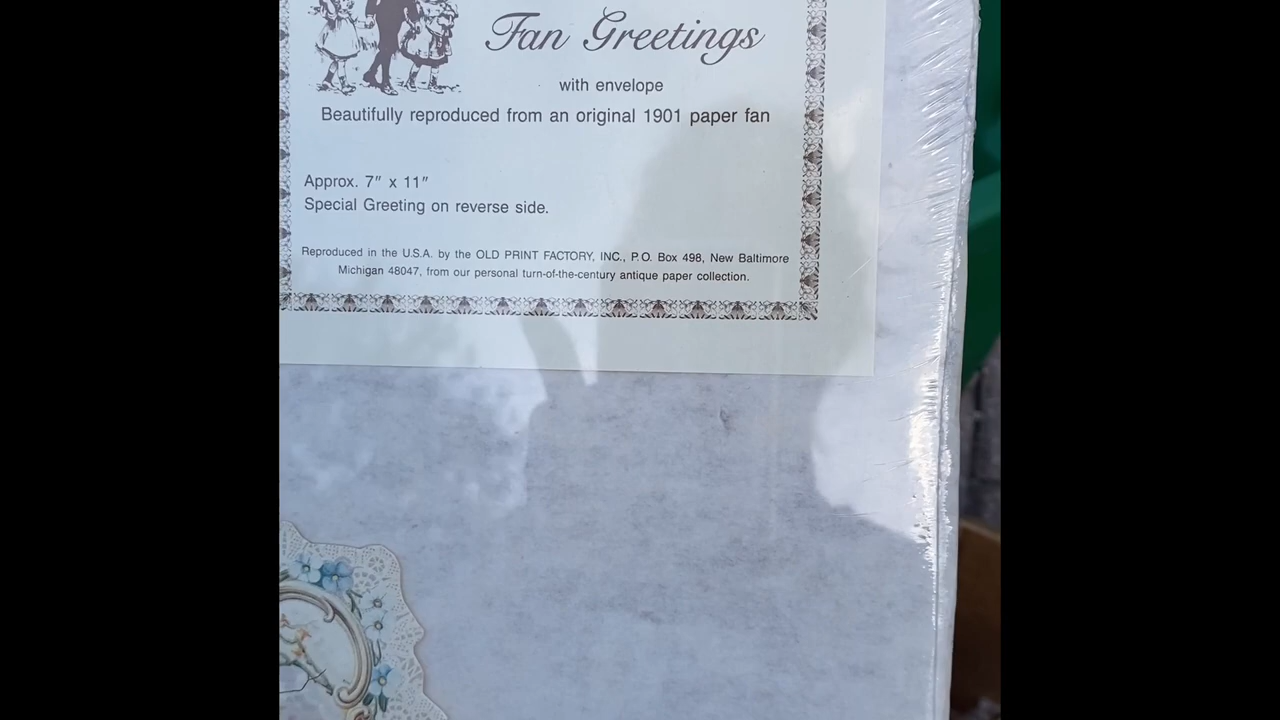 Fan Greetings
with envelope
Beautifully reproduced from an original 1901 paper fan
Approx. 7" x 11"
Special Greeting on reverse side.
Reproduced in the U.S.A. by the OLD PRINT FACTORY, INC., P.O. Box 498, New Baltimore
Michigan 48047, from our personal turn-of-the-century antique paper collection.